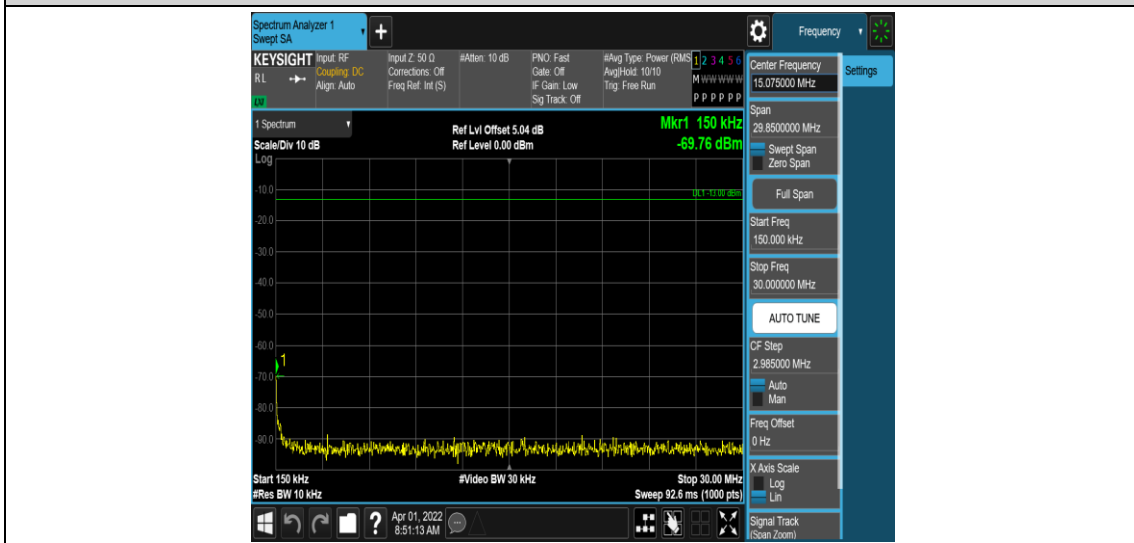 Spectrum Analyzer 1
Swept SA
+
Frequency
KEYSIGHT
RL
LXI
Input: RF
Coupling: DC
Align: Auto
Input Z: 50 Ω
Corrections: Off
Freq Ref: Int (S)
#Atten: 10 dB
PNO: Fast
Gate: Off
IF Gain: Low
Sig Track: Off
#Avg Type: Power (RMS
Avg|Hold: 10/10
Trig: Free Run
1 2 3 4 5 6
M W W W W W
P P P P P P
1 Spectrum
Scale/Div 10 dB
Ref Lvl Offset 5.04 dB
Ref Level 0.00 dBm
Mkr1 150 kHz
-69.76 dBm
Log
DL1 -13.00 dBm
-10.0
-20.0
-30.0
-40.0
-50.0
-60.0
1
-70.0
-80.0
-90.0
Start 150 kHz
#Video BW 30 kHz
Stop 30.00 MHz
#Res BW 10 kHz
Sweep 92.6 ms (1000 pts)
?
Apr 01, 2022
8:51:13 AM
Center Frequency
15.075000 MHz
Settings
Span
29.8500000 MHz
Swept Span
Zero Span
Full Span
Start Freq
150.000 kHz
Stop Freq
30.000000 MHz
AUTO TUNE
CF Step
2.985000 MHz
Auto
Man
Freq Offset
0 Hz
X Axis Scale
Log
Lin
Signal Track
(Span Zoom)